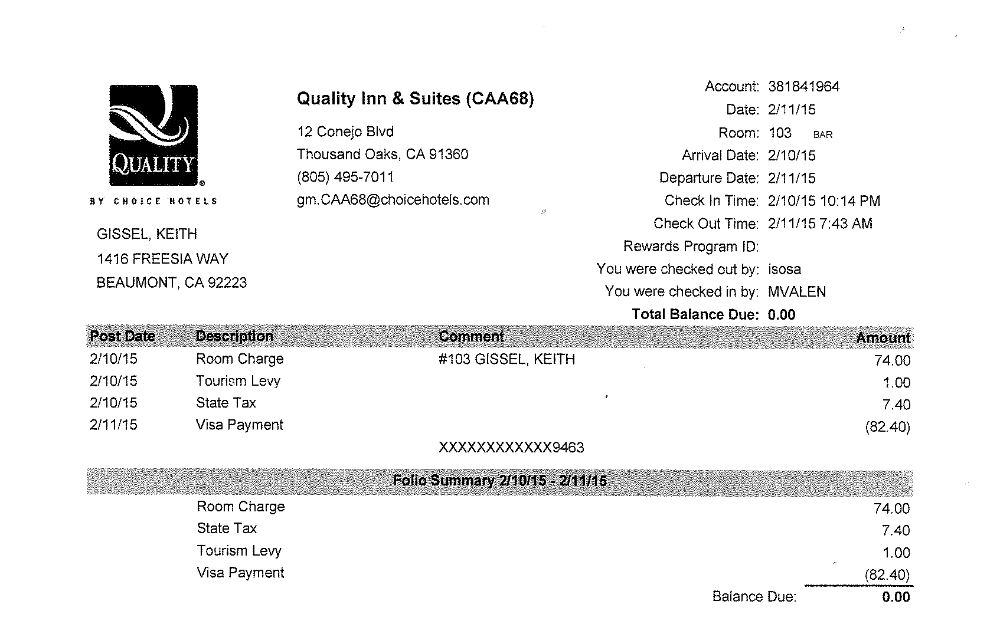 QUALITY
®
BY CHOICE HOTELS
Quality Inn & Suites (CAA68)
12 Conejo Blvd
Thousand Oaks, CA 91360
(805) 495-7011
gm.CAA68@choicehotels.com
GISSEL, KEITH
1416 FREESIA WAY
BEAUMONT, CA 92223
Account: 381841964
Date: 2/11/15
Room: 103 BAR
Arrival Date: 2/10/15
Departure Date: 2/11/15
Check In Time: 2/10/15 10:14 PM
Check Out Time: 2/11/15 7:43 AM
Rewards Program ID:
You were checked out by: isosa
You were checked in by: MVALEN
Total Balance Due: 0.00
Post Date Description Comment Amount
2/10/15 Room Charge #103 GISSEL, KEITH 74.00
2/10/15 Tourism Levy 1.00
2/10/15 State Tax 7.40
2/11/15 Visa Payment (82.40)
XXXXXXXXXXXX9463
Folio Summary 2/10/15 - 2/11/15
Room Charge 74.00
State Tax 7.40
Tourism Levy 1.00
Visa Payment (82.40)
Balance Due: 0.00